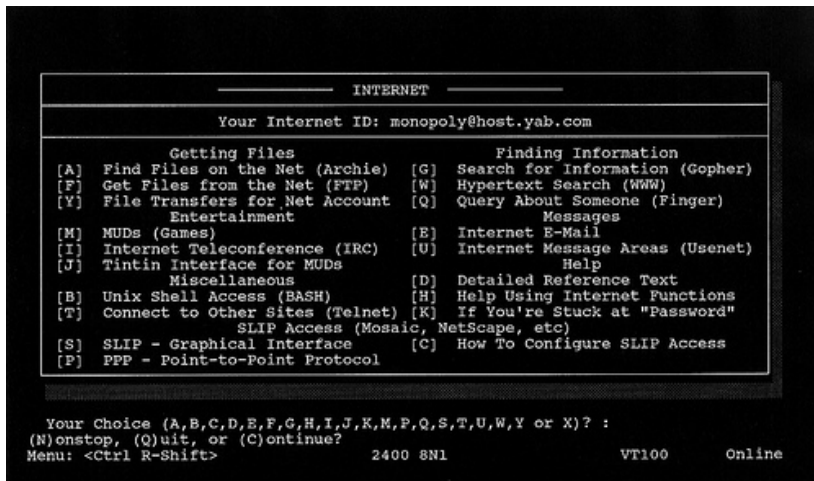 INTERNET
Your Internet ID: monopoly@host.yab.com
Getting Files Finding Information
[A] Find Files on the Net (Archie) [G] Search for Information (Gopher)
[F] Get Files from the Net (FTP) [W] Hypertext Search (WWW)
[Y] File Transfers for Net Account [Q] Query About Someone (Finger)
Entertainment Messages
[M] MUDs (Games) [E] Internet E-Mail
[I] Internet Teleconference (IRC) [U] Internet Message Areas (Usenet)
[J] Tintin Interface for MUDs Help
Miscellaneous [D] Detailed Reference Text
[B] Unix Shell Access (BASH) [H] Help Using Internet Functions
[T] Connect to Other Sites (Telnet) [K] If You're Stuck at "Password"
SLIP Access (Mosaic, NetScape, etc)
[S] SLIP - Graphical Interface [C] How To Configure SLIP Access
[P] PPP - Point-to-Point Protocol
Your Choice (A,B,C,D,E,F,G,H,I,J,K,M,P,Q,S,T,U,W,Y or X)? :
(N)onstop, (Q)uit, or (C)ontinue?
Menu: <Ctrl R-Shift> 2400 8N1 VT100 Online